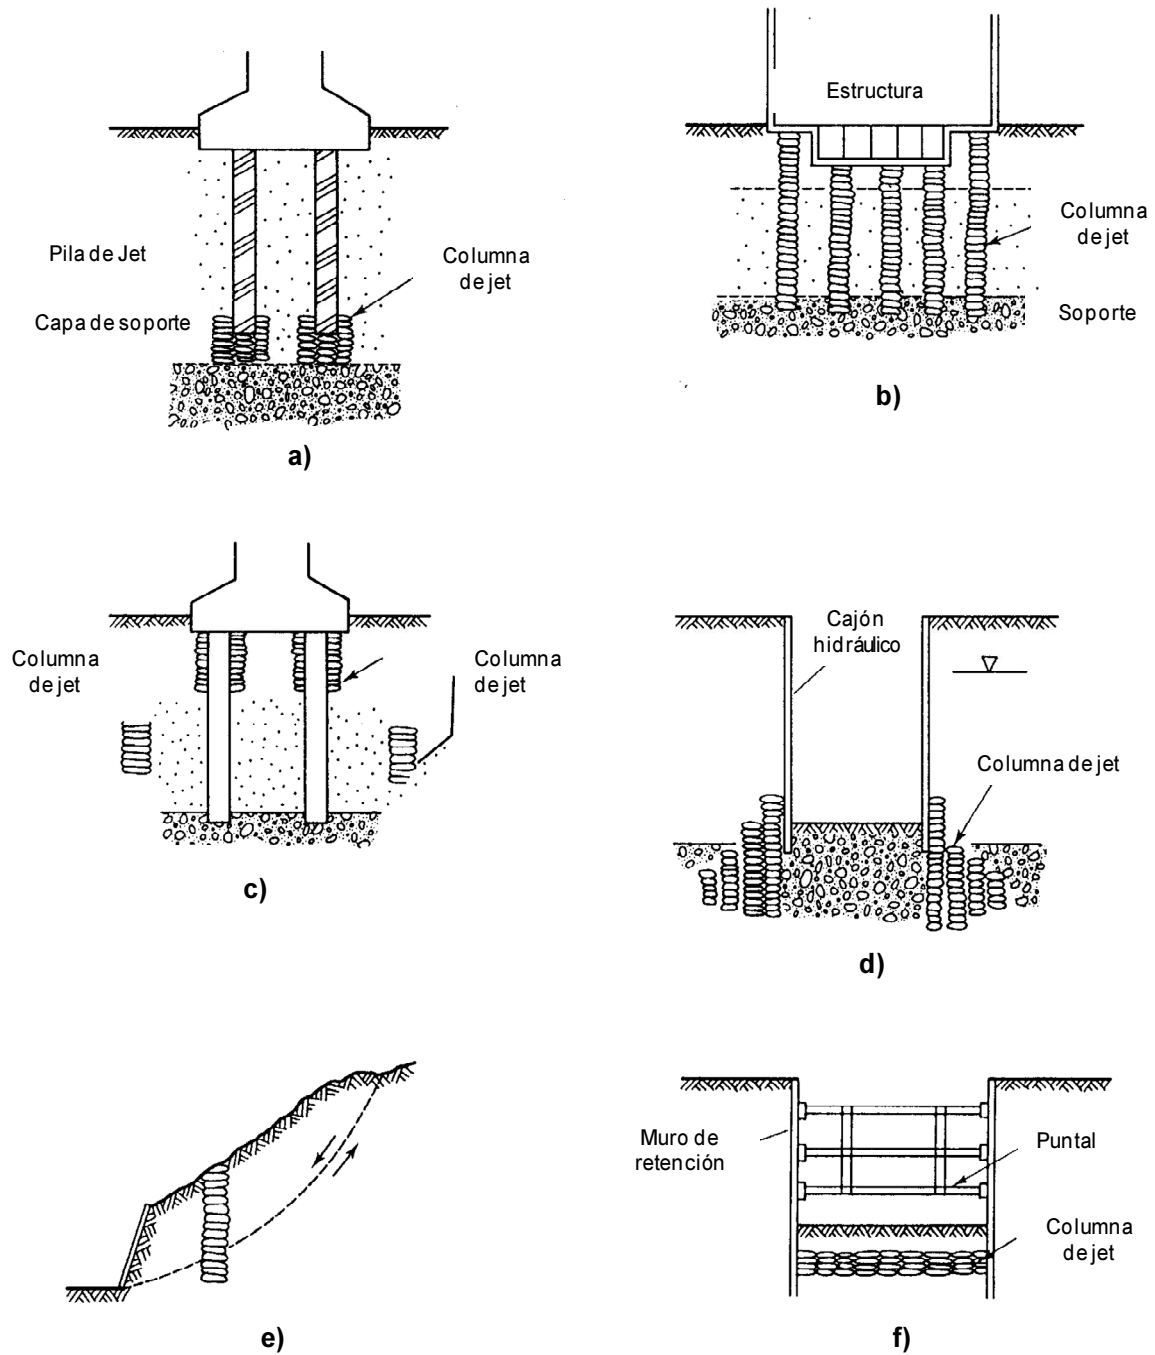 Pila de Jet
Capa de soporte
Columna
de jet
a)
Estructura
Columna
de jet
Soporte
b)
Columna
de jet
Columna
de jet
c)
Cajón
hidráulico
Columna de jet
d)
e)
Muro de
retención
Puntal
Columna
de jet
f)